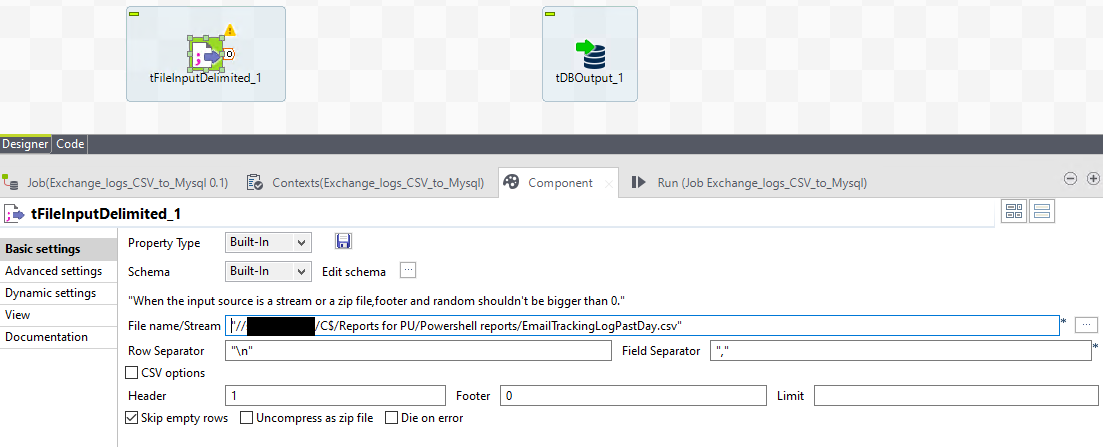 tFileInputDelimited_1 tDBOutput_1
Designer Code
Job(Exchange_logs_CSV_to_Mysql 0.1) Contexts(Exchange_logs_CSV_to_Mysql) Component Run (Job Exchange_logs_CSV_to_Mysql)
tFileInputDelimited_1
Basic settings
Advanced settings
Dynamic settings
View
Documentation
Property Type Built-In
Schema Built-In Edit schema ...
"When the input source is a stream or a zip file,footer and random shouldn't be bigger than 0."
File name/Stream "// /C$/Reports for PU/Powershell reports/EmailTrackingLogPastDay.csv" * ...
Row Separator "\n" Field Separator "," *
CSV options
Header 1 Footer 0 Limit
Skip empty rows Uncompress as zip file Die on error